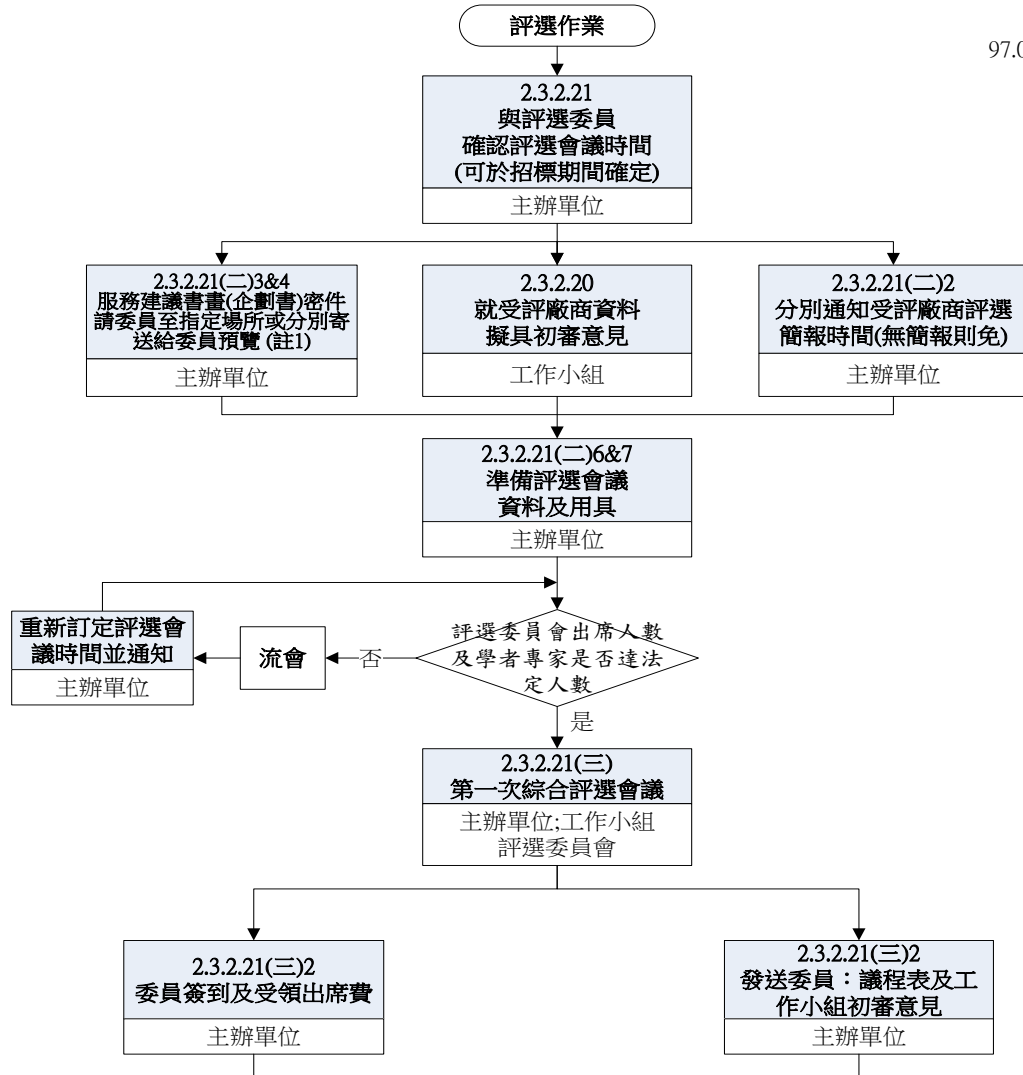 評選作業
97.0
2.3.2.21
與評選委員
確認評選會議時間
(可於招標期間確定)
主辦單位
2.3.2.21(二)3&4
服務建議書畫(企劃書)密件
請委員至指定場所或分別寄
送給委員預覽 (註1)
主辦單位
2.3.2.20
就受評廠商資料
擬具初審意見
工作小組
2.3.2.21(二)2
分別通知受評廠商評選
簡報時間(無簡報則免)
主辦單位
2.3.2.21(二)6&7
準備評選會議
資料及用具
主辦單位
重新訂定評選會
議時間並通知
主辦單位
流會
否
評選委員會出席人數
及學者專家是否達法
定人數
是
2.3.2.21(三)
第一次綜合評選會議
主辦單位;工作小組
評選委員會
2.3.2.21(三)2
委員簽到及受領出席費
主辦單位
2.3.2.21(三)2
發送委員：議程表及工
作小組初審意見
主辦單位